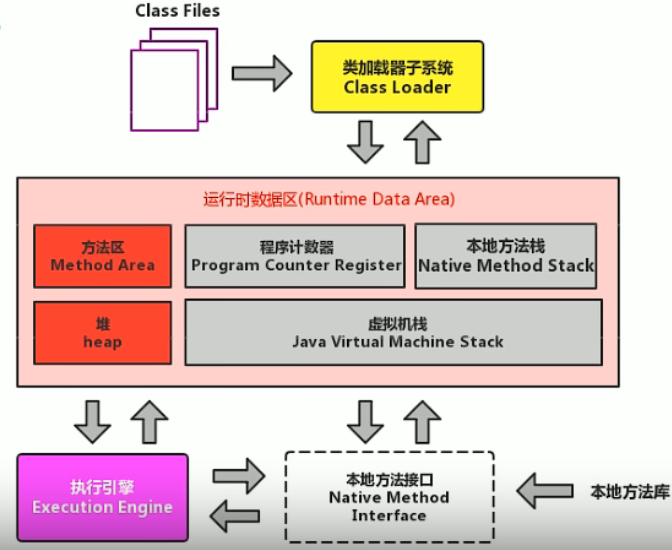 Class Files
类加载器子系统
Class Loader
运行时数据区(Runtime Data Area)
方法区
Method Area
程序计数器
Program Counter Register
本地方法栈
Native Method Stack
堆
heap
虚拟机栈
Java Virtual Machine Stack
执行引擎
Execution Engine
本地方法接口
Native Method
Interface
本地方法库